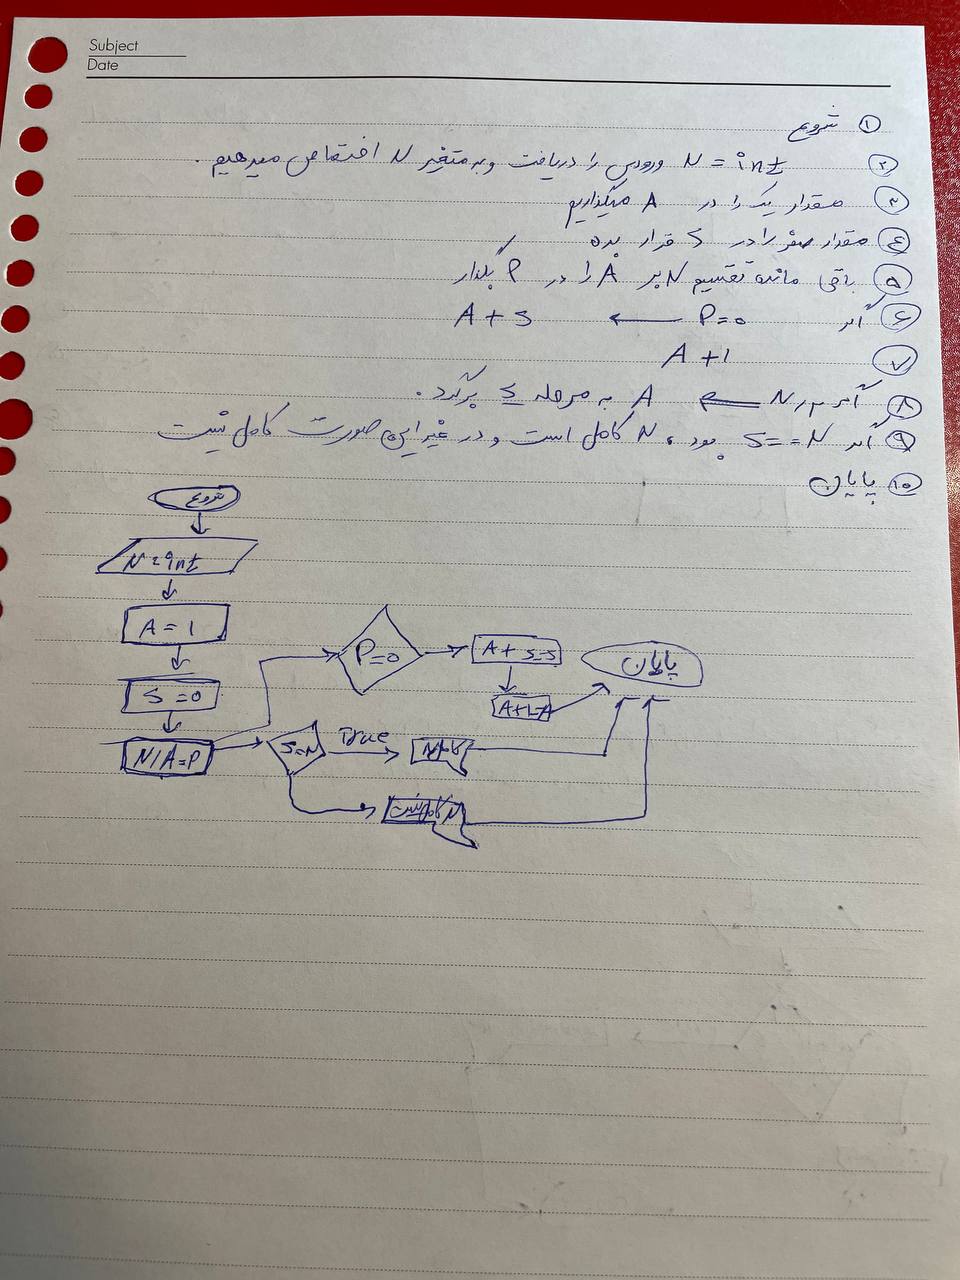 Subject
Date
① شروع
② N = int ورودی را دریافت و به متغیر N اختصاص میدهیم .
③ مقدار یک را در A میگذاریم
④ مقدار صفر را در S قرار بده
⑤ باقی مانده تقسیم N بر A را در P بگذار
⑥ اگر P=0 ← A + S
⑦ A+1
⑧ اگر N ← A به مرحله ۵ برگرد .
⑨ اگر S==N بود ، N کامل است و در غیر این صورت کامل نیست
⑩ پایان
شروع
N=int
A=1
S=0
N/A=P
P=0
A+S=S
A+1=A
پایان
S=N
True
N کامل
N کامل نیست